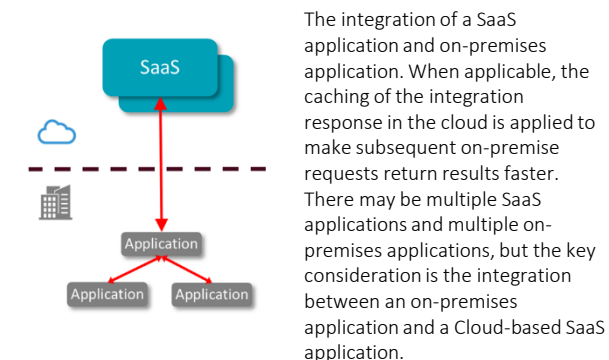 SaaS
Application
Application
Application
The integration of a SaaS
application and on-premises
application. When applicable, the
caching of the integration
response in the cloud is applied to
make subsequent on-premise
requests return results faster.
There may be multiple SaaS
applications and multiple on-
premises applications, but the key
consideration is the integration
between an on-premises
application and a Cloud-based SaaS
application.